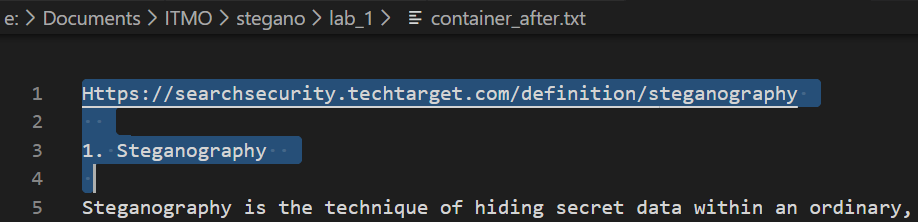 e: > Documents > ITMO > stegano > lab_1 > container_after.txt
1 Https://searchsecurity.techtarget.com/definition/steganography
2
3 1. Steganography
4
5 Steganography is the technique of hiding secret data within an ordinary,